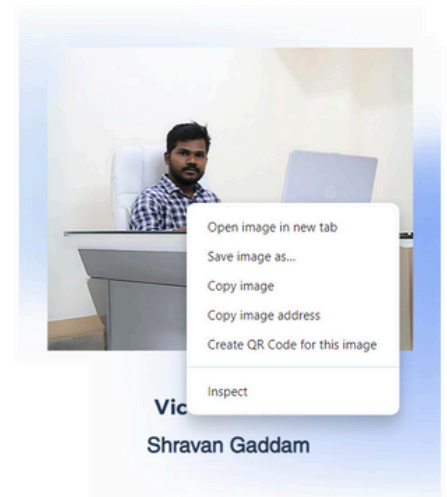 Open image in new tab
Save image as...
Copy image
Copy image address
Create QR Code for this image
Inspect
Vic
Shravan Gaddam